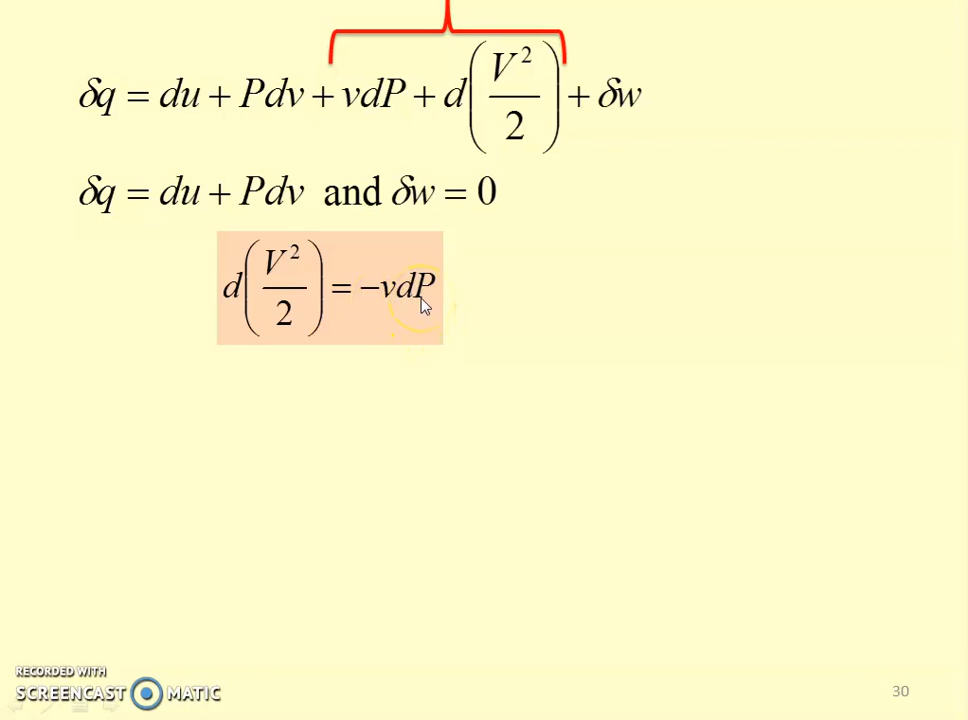 δq = du + Pdv + vdP + d(V²/2) + δw
δq = du + Pdv and δw = 0
d(V²/2) = −vdP
RECORDED WITH
SCREENCAST MATIC
30